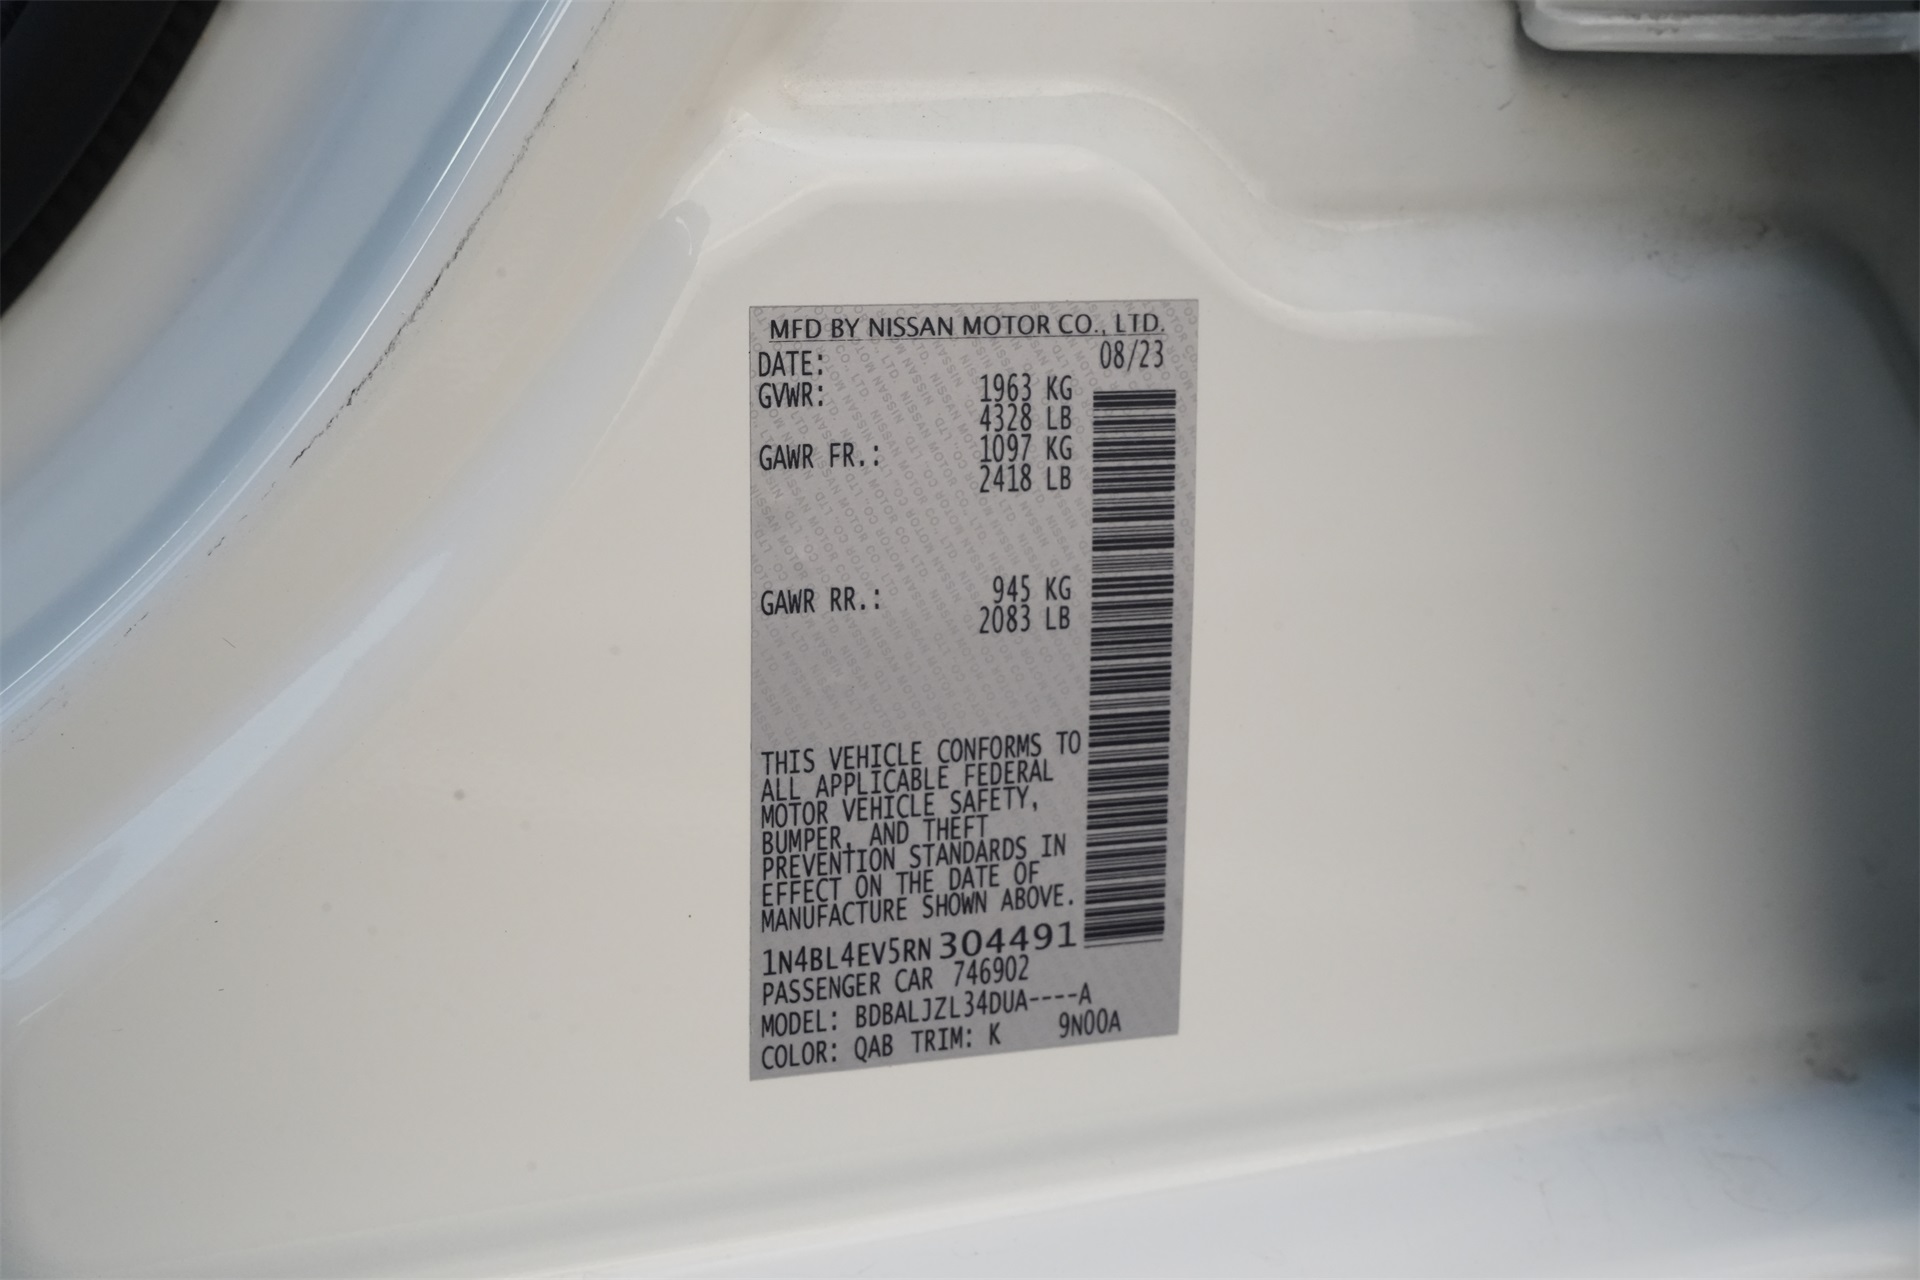 MFD BY NISSAN MOTOR CO., LTD.
DATE: 08/23
GVWR: 1963 KG
4328 LB
GAWR FR.: 1097 KG
2418 LB
GAWR RR.: 945 KG
2083 LB
THIS VEHICLE CONFORMS TO
ALL APPLICABLE FEDERAL
MOTOR VEHICLE SAFETY,
BUMPER, AND THEFT
PREVENTION STANDARDS IN
EFFECT ON THE DATE OF
MANUFACTURE SHOWN ABOVE.
1N4BL4EV5RN304491
PASSENGER CAR 746902
MODEL: BDBALJZL34DUA----A
COLOR: QAB TRIM: K 9N00A